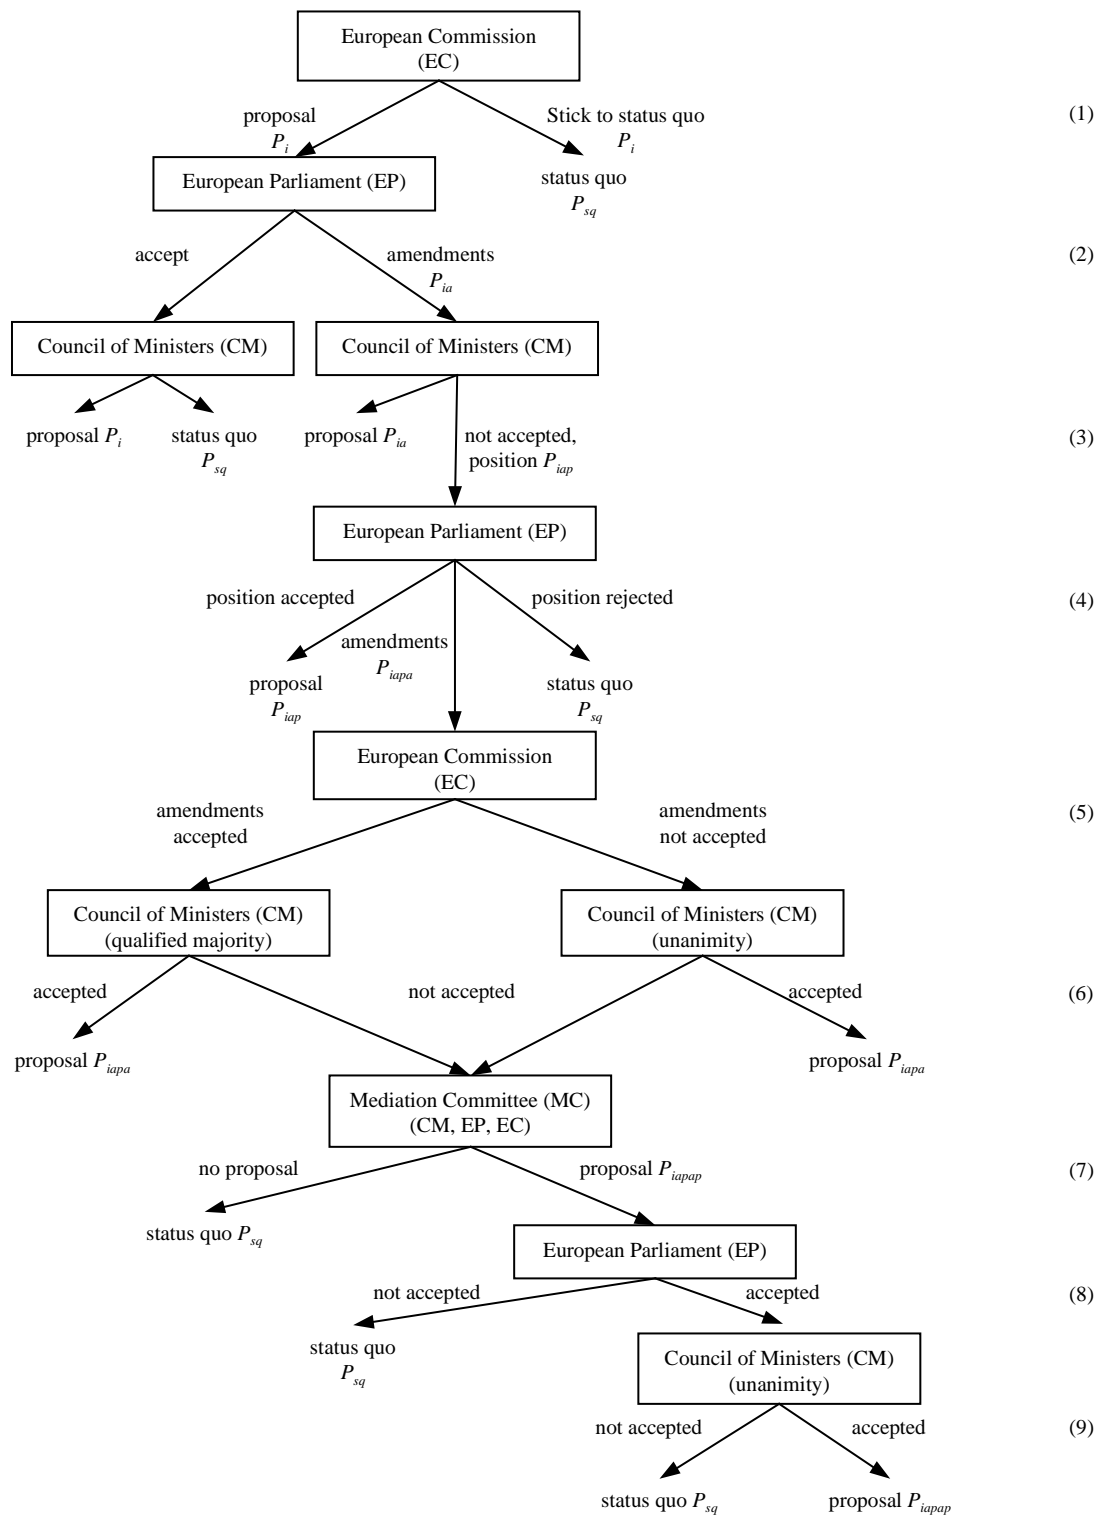 European Commission
(EC)
proposal
P_i
Stick to status quo
P_i
(1)
status quo
P_sq
European Parliament (EP)
accept
amendments
P_ia
(2)
Council of Ministers (CM)
Council of Ministers (CM)
proposal P_i
status quo
P_sq
proposal P_ia
not accepted,
position P_iap
(3)
European Parliament (EP)
position accepted
amendments
P_iapa
position rejected
(4)
proposal
P_iap
status quo
P_sq
European Commission
(EC)
amendments
accepted
amendments
not accepted
(5)
Council of Ministers (CM)
(qualified majority)
Council of Ministers (CM)
(unanimity)
accepted
not accepted
accepted
(6)
proposal P_iapa
proposal P_iapa
Mediation Committee (MC)
(CM, EP, EC)
no proposal
proposal P_iapap
(7)
status quo P_sq
European Parliament (EP)
not accepted
accepted
(8)
status quo
P_sq
Council of Ministers (CM)
(unanimity)
not accepted
accepted
(9)
status quo P_sq
proposal P_iapap